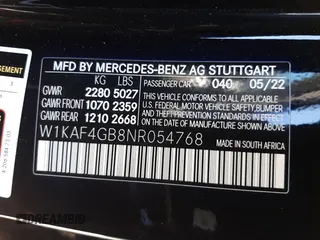 MFD BY MERCEDES-BENZ AG STUTTGART
KG LBS PASSENGER CAR 040 05/22
GVWR 2280 5027
GAWR FRONT 1070 2359
GAWR REAR 1210 2668
THIS VEHICLE CONFORMS TO ALL APPLICABLE
U.S. FEDERAL MOTOR VEHICLE SAFETY, BUMPER,
AND THEFT PREVENTION STANDARDS IN EFFECT
ON THE DATE OF MANUFACTURE SHOWN ABOVE.
W1KAF4GB8NR054768
MADE IN SOUTH AFRICA
DREAMBID